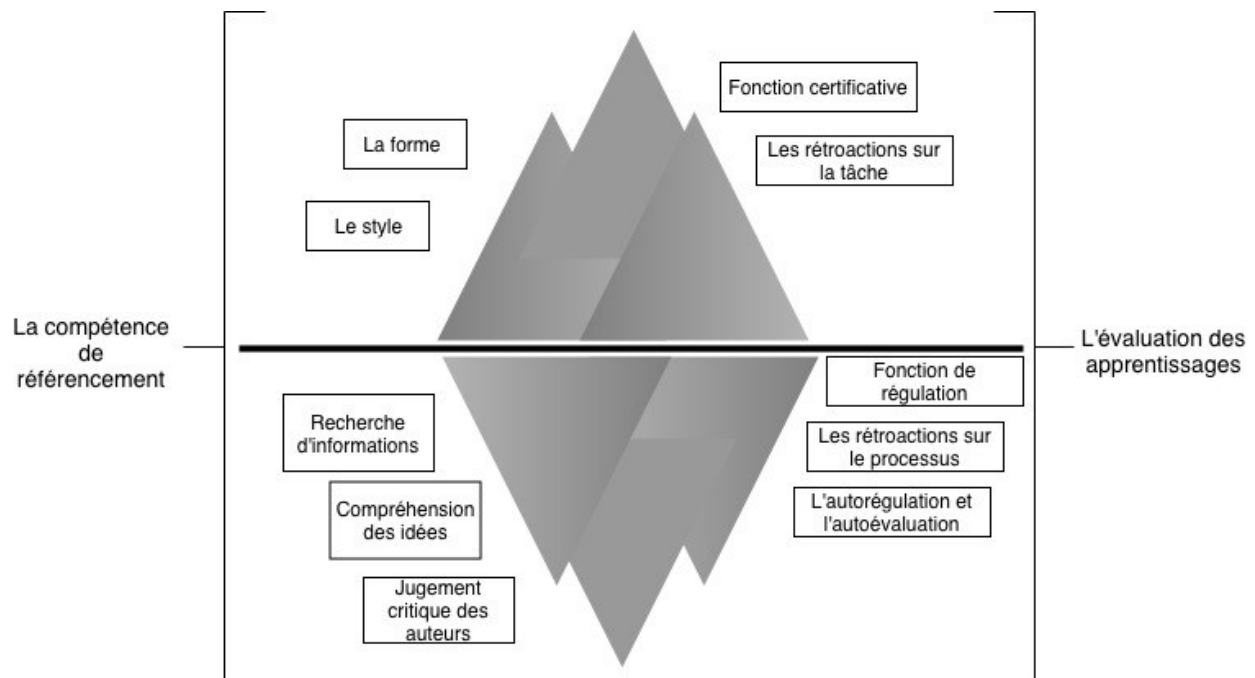 Fonction certificative
La forme
Les rétroactions sur
la tâche
Le style
La compétence
de
référencement
L'évaluation des
apprentissages
Fonction de
régulation
Recherche
d'informations
Les rétroactions sur
le processus
Compréhension
des idées
L'autorégulation et
l'autoévaluation
Jugement
critique des
auteurs